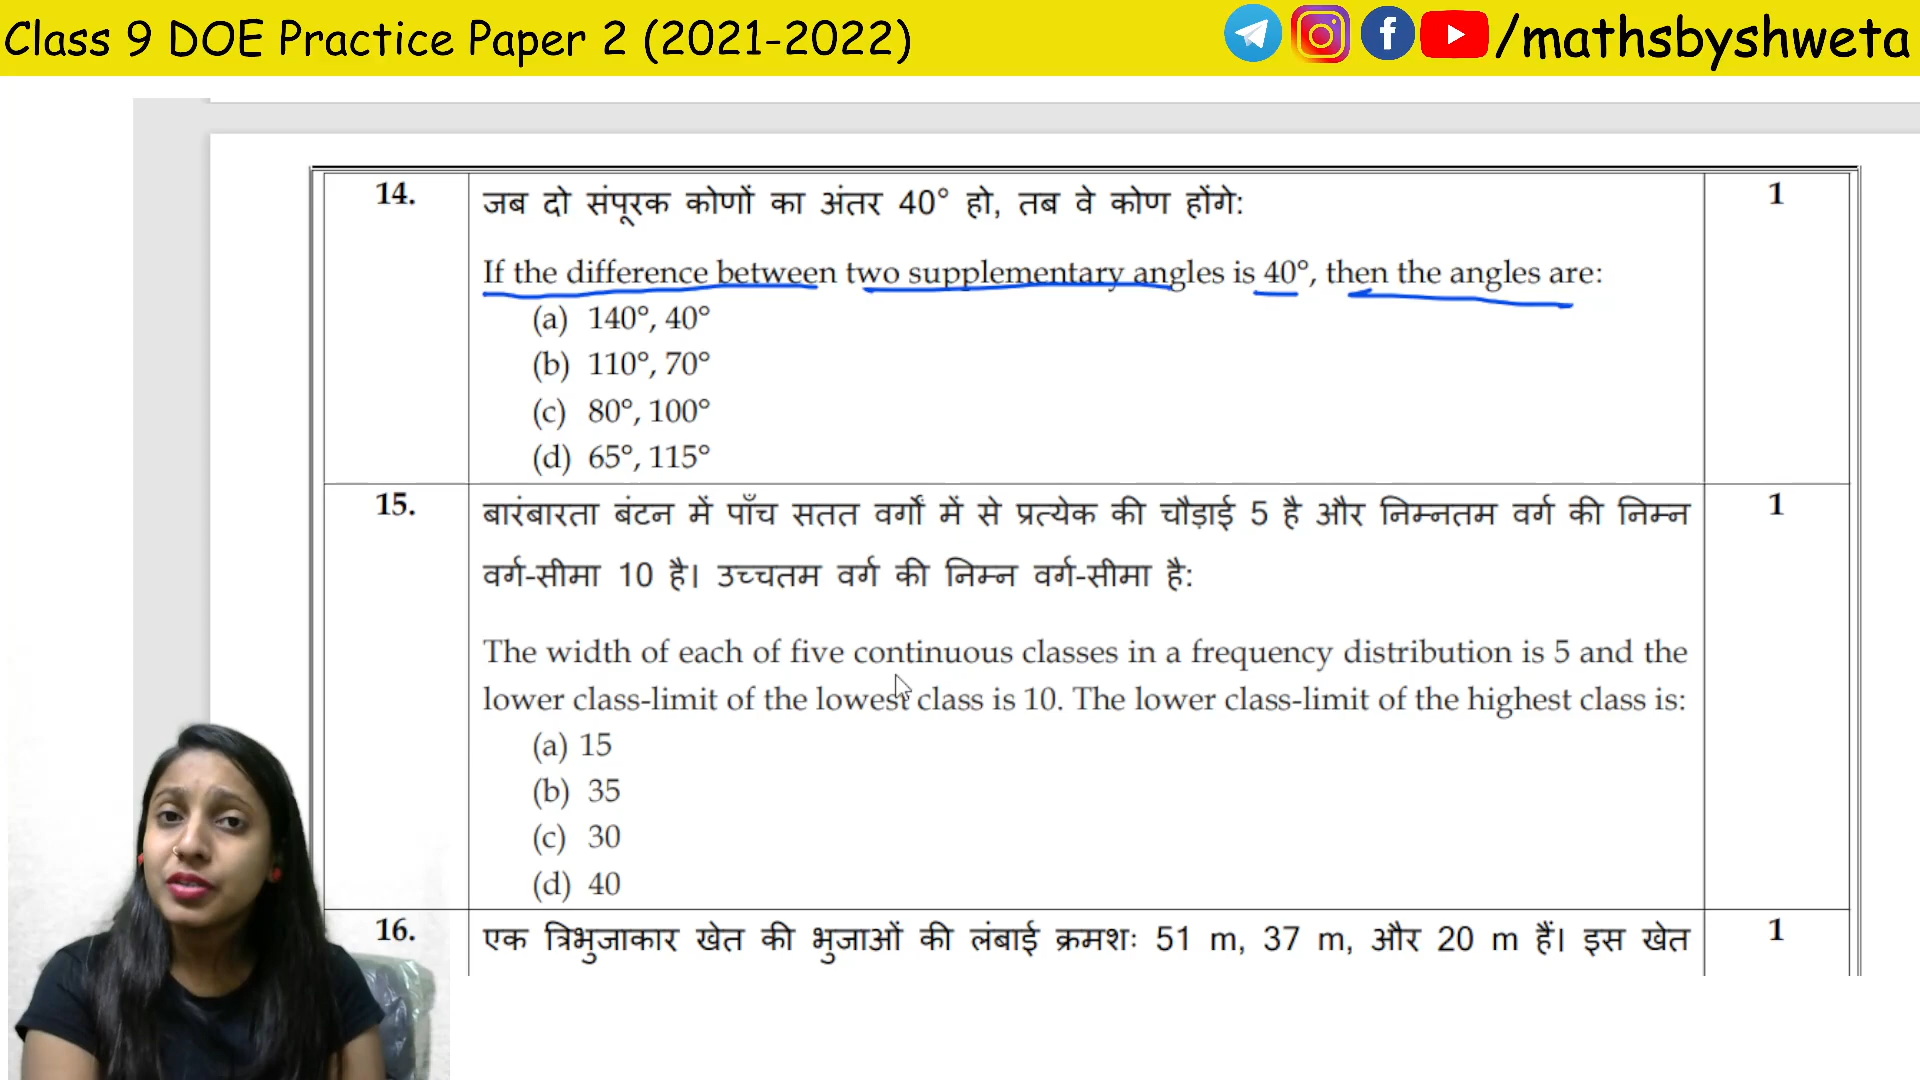 Class 9 DOE Practice Paper 2 (2021-2022)
/mathsbyshweta
14.
जब दो संपूरक कोणों का अंतर 40° हो, तब वे कोण होंगे:
1
If the difference between two supplementary angles is 40°, then the angles are:
(a) 140°, 40°
(b) 110°, 70°
(c) 80°, 100°
(d) 65°, 115°
15.
बारंबारता बंटन में पाँच सतत वर्गों में से प्रत्येक की चौड़ाई 5 है और निम्नतम वर्ग की निम्न
1
वर्ग-सीमा 10 है। उच्चतम वर्ग की निम्न वर्ग-सीमा है:
The width of each of five continuous classes in a frequency distribution is 5 and the
lower class-limit of the lowest class is 10. The lower class-limit of the highest class is:
(a) 15
(b) 35
(c) 30
(d) 40
16.
एक त्रिभुजाकार खेत की भुजाओं की लंबाई क्रमशः 51 m, 37 m, और 20 m हैं। इस खेत
1